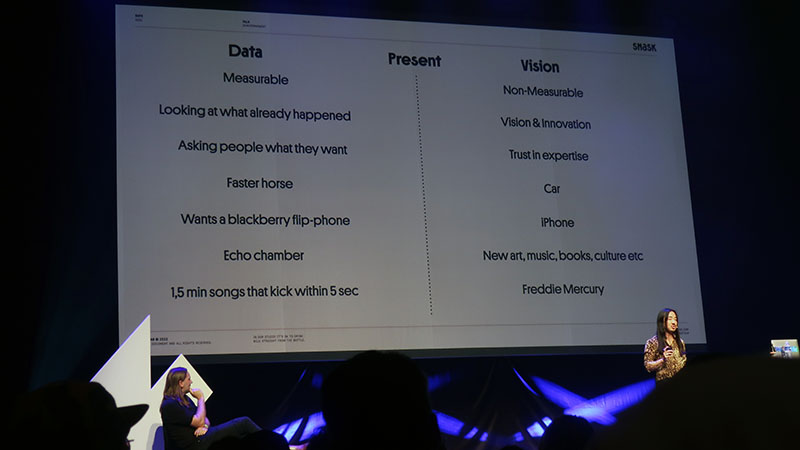 SNASK
Data
Present
Vision
Measurable
Non-Measurable
Looking at what already happened
Vision & Innovation
Asking people what they want
Trust in expertise
Faster horse
Car
Wants a blackberry flip-phone
iPhone
Echo chamber
New art, music, books, culture etc
1,5 min songs that kick within 5 sec
Freddie Mercury